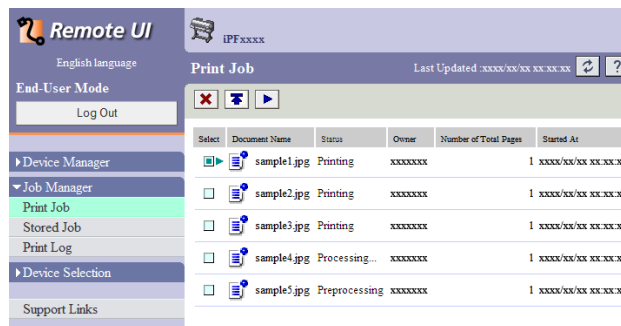 Remote UI
English language
End-User Mode
Log Out
Device Manager
Job Manager
Print Job
Stored Job
Print Log
Device Selection
Support Links
iPFxxxx
Print Job Last Updated :xxxx/xx/xx xx:xx:xx ?
Select Document Name Status Owner Number of Total Pages Started At
sample1.jpg Printing xxxxxxx 1 xxxx/xx/xx xx:xx:x
sample2.jpg Printing xxxxxxx 1 xxxx/xx/xx xx:xx:x
sample3.jpg Printing xxxxxxx 1 xxxx/xx/xx xx:xx:x
sample4.jpg Processing... xxxxxxx 1 xxxx/xx/xx xx:xx:x
sample5.jpg Preprocessing xxxxxxx 1 xxxx/xx/xx xx:xx:x